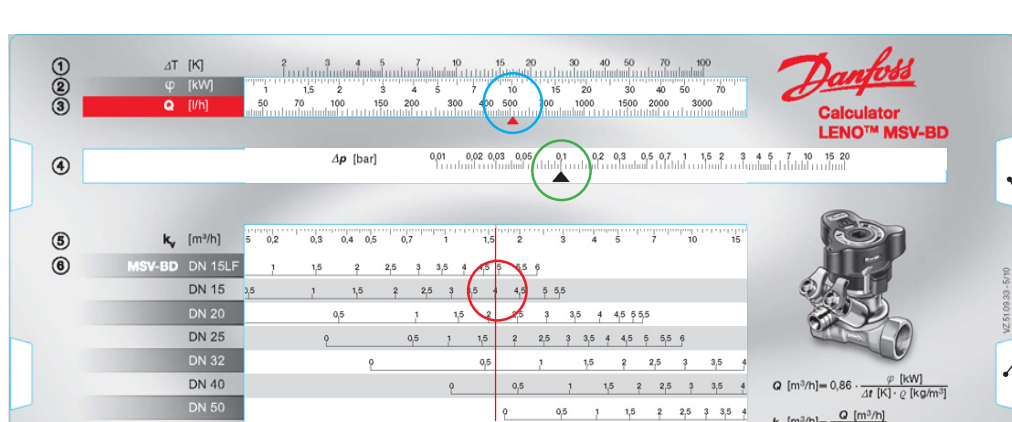 Danfoss
Calculator
LENO™ MSV-BD
① ΔT [K] 2 3 4 5 7 10 15 20 30 40 50 70 100
② φ [kW] 1 1,5 2 3 4 5 7 10 15 20 30 40 50 70
③ Q [l/h] 50 70 100 150 200 300 400 500 700 1000 1500 2000 3000
④ Δp [bar] 0,01 0,02 0,03 0,05 0,1 0,2 0,3 0,5 0,7 1 1,5 2 3 4 5 7 10 15 20
⑤ kv [m³/h] 5 0,2 0,3 0,4 0,5 0,7 1 1,5 2 3 4 5 7 10 15
⑥ MSV-BD DN 15LF 1 1,5 2 2,5 3 3,5 4 4,5 5 5,5 6
DN 15 0,5 1 1,5 2 2,5 3 3,5 4 4,5 5 5,5
DN 20 0,5 1 1,5 2 2,5 3 3,5 4 4,5 5 5,5
DN 25 0 0,5 1 1,5 2 2,5 3 3,5 4 4,5 5 5,5 6
DN 32 0 0,5 1 1,5 2 2,5 3 3,5 4
DN 40 0 0,5 1 1,5 2 2,5 3 3,5 4
DN 50 0 0,5 1 1,5 2 2,5 3 3,5 4
VZ.51.09.33 - 5/10
Q [m³/h]= 0,86 · φ [kW]
Δt [K] · ϱ [kg/m³]
kv [m³/h]= Q [m³/h]